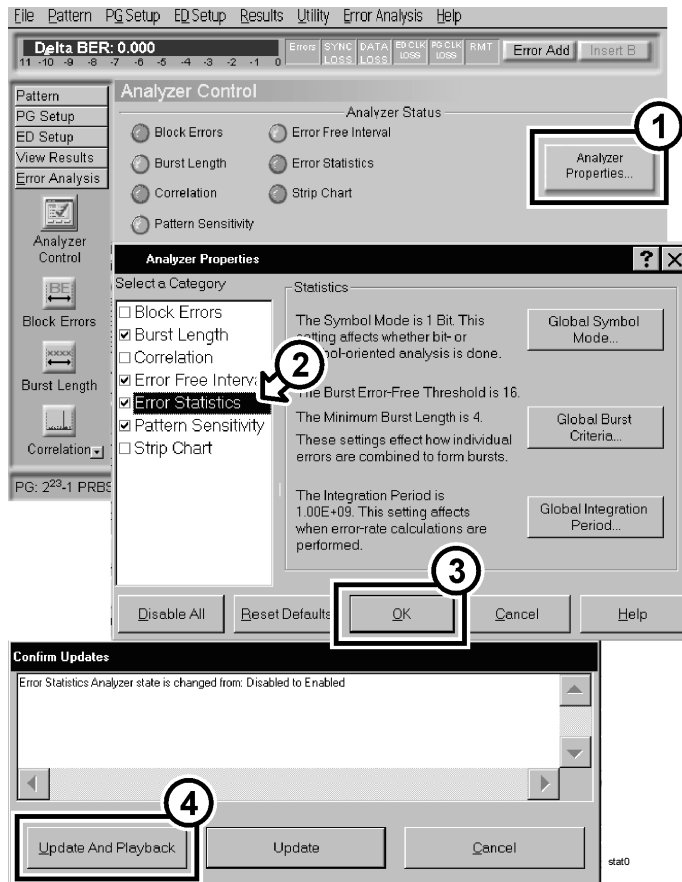 File Pattern PG Setup ED Setup Results Utility Error Analysis Help
Delta BER: 0.000
11 -10 -9 -8 -7 -6 -5 -4 -3 -2 -1 0
Errors SYNC LOSS DATA LOSS ED CLK LOSS PG CLK LOSS RMT Error Add Insert B
Pattern
PG Setup
ED Setup
View Results
Error Analysis
Analyzer
Control
BE
Block Errors
xxxx
Burst Length
Correlation
PG: 2²³-1 PRBS
Analyzer Control
Analyzer Status
Block Errors
Error Free Interval
Burst Length
Error Statistics
Correlation
Strip Chart
Pattern Sensitivity
1
Analyzer
Properties...
Analyzer Properties ? X
Select a Category
Block Errors
Burst Length
Correlation
Error Free Interva
Error Statistics
Pattern Sensitivity
Strip Chart
2
Statistics
The Symbol Mode is 1 Bit. This
setting affects whether bit- or
bol-oriented analysis is done.
Global Symbol
Mode...
The Burst Error-Free Threshold is 16.
The Minimum Burst Length is 4.
These settings effect how individual
errors are combined to form bursts.
Global Burst
Criteria...
The Integration Period is
1.00E+09. This setting affects
when error-rate calculations are
performed.
Global Integration
Period...
3
Disable All Reset Defaults OK Cancel Help
Confirm Updates
Error Statistics Analyzer state is changed from: Disabled to Enabled
4
Update And Playback Update Cancel
stat0